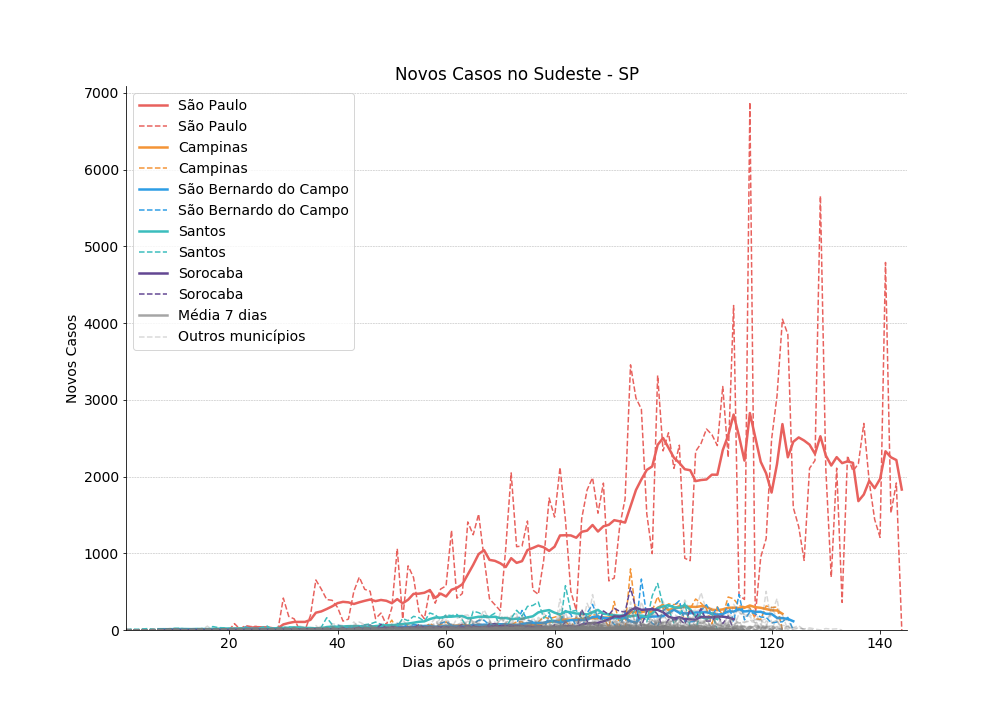 Novos Casos no Sudeste - SP
7000
6000
5000
4000
3000
2000
1000
0
Novos Casos
São Paulo
São Paulo
Campinas
Campinas
São Bernardo do Campo
São Bernardo do Campo
Santos
Santos
Sorocaba
Sorocaba
Média 7 dias
Outros municípios
20
40
60
80
100
120
140
Dias após o primeiro confirmado